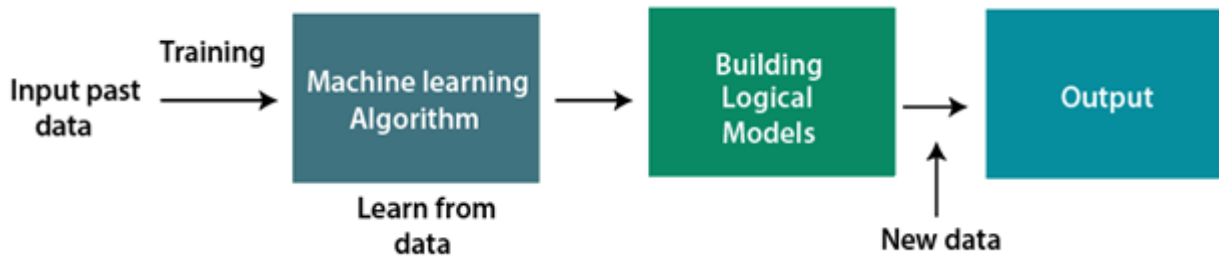 Input past
data
Training
Machine learning
Algorithm
Learn from
data
Building
Logical
Models
New data
Output